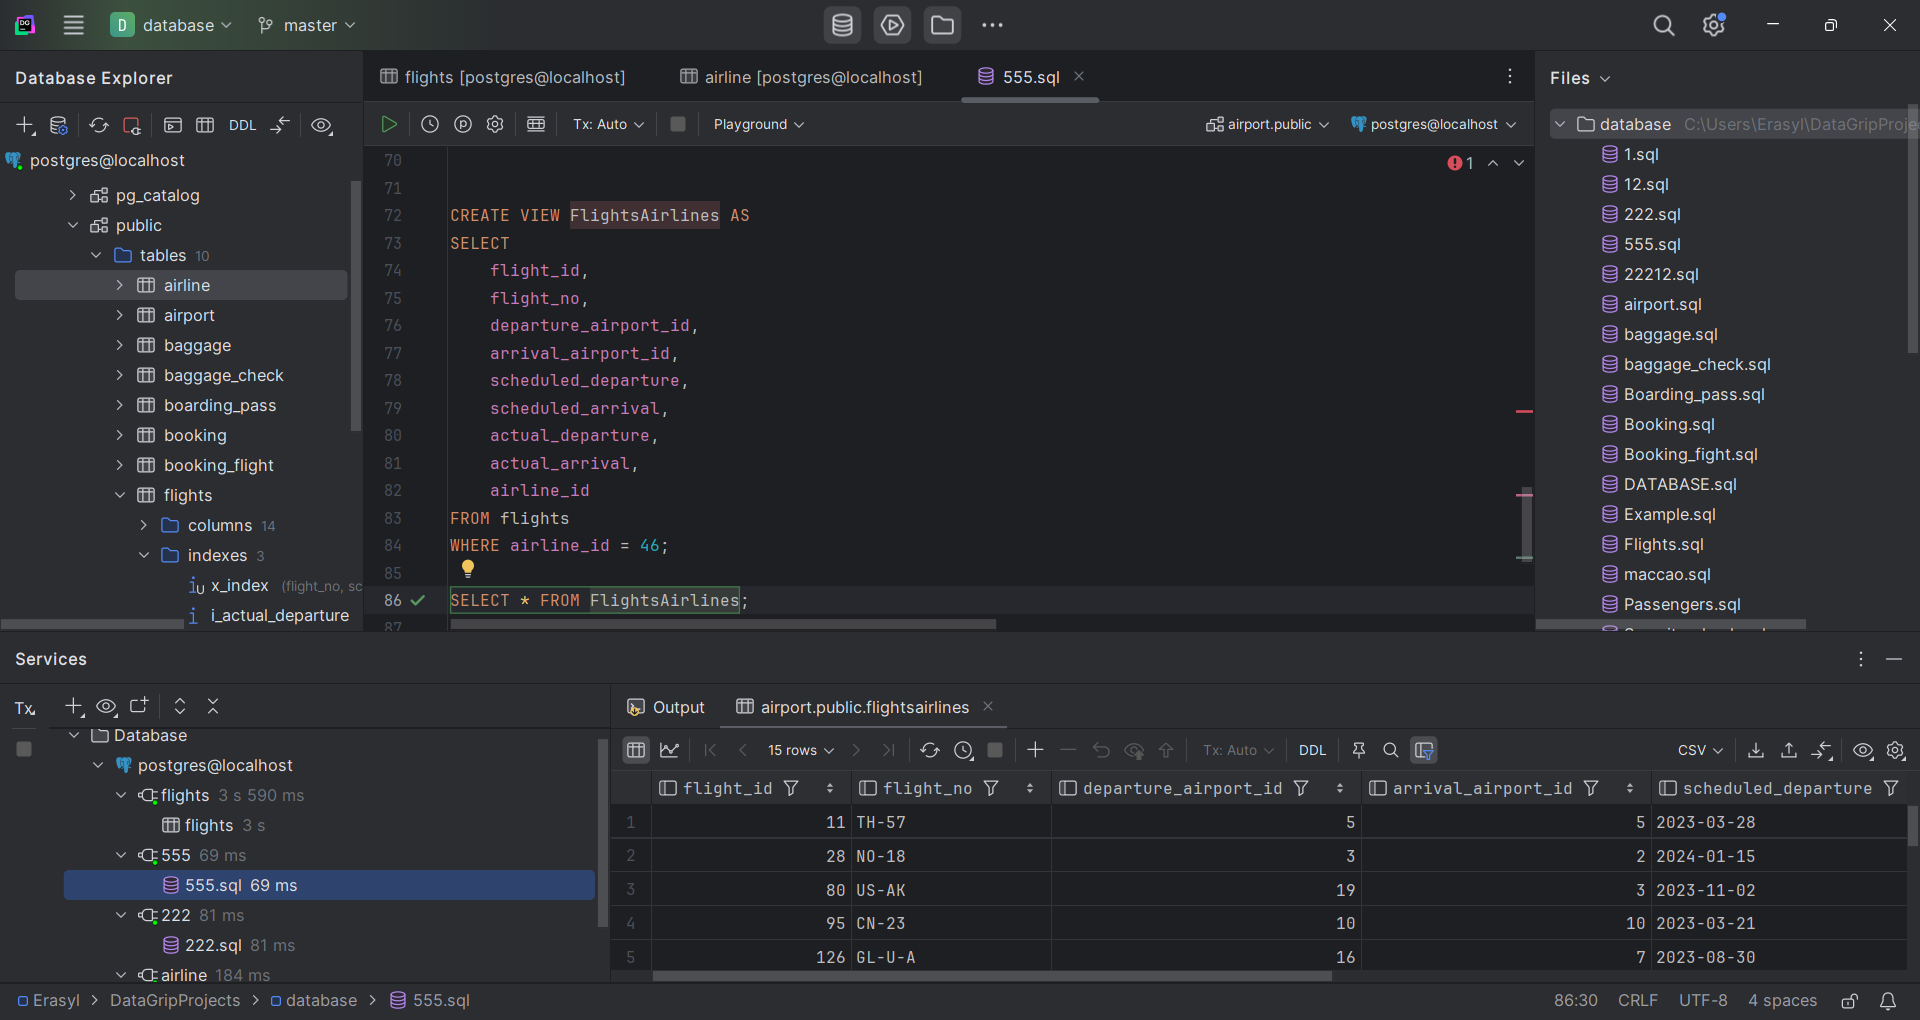 D database master
Database Explorer
DDL
postgres@localhost
pg_catalog
public
tables 10
airline
airport
baggage
baggage_check
boarding_pass
booking
booking_flight
flights
columns 14
indexes 3
x_index (flight_no, sc
i_actual_departure
flights [postgres@localhost] airline [postgres@localhost] 555.sql
Tx: Auto Playground airport.public postgres@localhost
1
70
71
72 CREATE VIEW FlightsAirlines AS
73 SELECT
74 flight_id,
75 flight_no,
76 departure_airport_id,
77 arrival_airport_id,
78 scheduled_departure,
79 scheduled_arrival,
80 actual_departure,
81 actual_arrival,
82 airline_id
83 FROM flights
84 WHERE airline_id = 46;
85
86 SELECT * FROM FlightsAirlines;
87
Files
database C:\Users\Erasyl\DataGripProje
1.sql
12.sql
222.sql
555.sql
22212.sql
airport.sql
baggage.sql
baggage_check.sql
Boarding_pass.sql
Booking.sql
Booking_fight.sql
DATABASE.sql
Example.sql
Flights.sql
maccao.sql
Passengers.sql
Services
Tx
Database
postgres@localhost
flights 3 s 590 ms
flights 3 s
555 69 ms
555.sql 69 ms
222 81 ms
222.sql 81 ms
airline 184 ms
Output airport.public.flightsairlines
15 rows Tx: Auto DDL CSV
flight_id flight_no departure_airport_id arrival_airport_id scheduled_departure
1 11 TH-57 5 5 2023-03-28
2 28 NO-18 3 2 2024-01-15
3 80 US-AK 19 3 2023-11-02
4 95 CN-23 10 10 2023-03-21
5 126 GL-U-A 16 7 2023-08-30
Erasyl > DataGripProjects > database > 555.sql
86:30 CRLF UTF-8 4 spaces